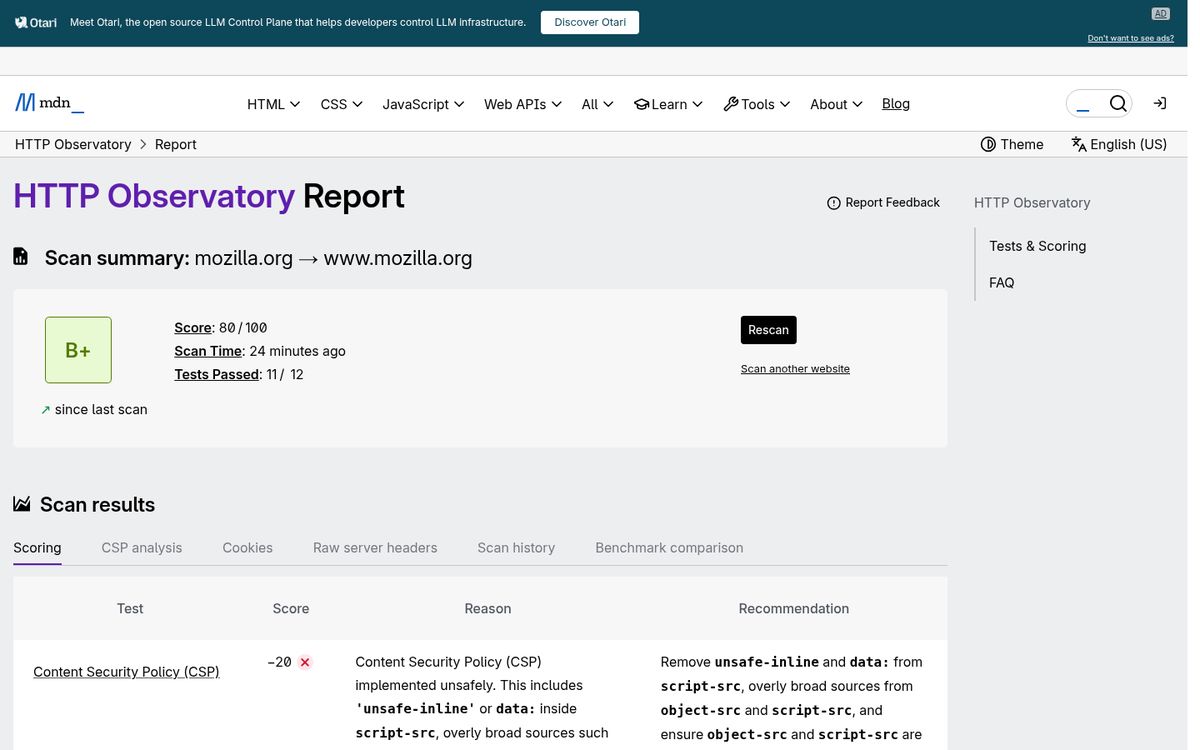 Otari Meet Otari, the open source LLM Control Plane that helps developers control LLM infrastructure. Discover Otari AD
Don't want to see ads?
mdn_ HTML CSS JavaScript Web APIs All Learn Tools About Blog _
HTTP Observatory > Report Theme English (US)
HTTP Observatory Report
Report Feedback
HTTP Observatory
Tests & Scoring
FAQ
Scan summary: mozilla.org → www.mozilla.org
B+
↗ since last scan
Score: 80/100
Scan Time: 24 minutes ago
Tests Passed: 11/ 12
Rescan
Scan another website
Scan results
Scoring CSP analysis Cookies Raw server headers Scan history Benchmark comparison
Test Score Reason Recommendation
Content Security Policy (CSP)
−20
Content Security Policy (CSP)
implemented unsafely. This includes
'unsafe-inline' or data: inside
script-src, overly broad sources such
Remove unsafe-inline and data: from
script-src, overly broad sources from
object-src and script-src, and
ensure object-src and script-src are